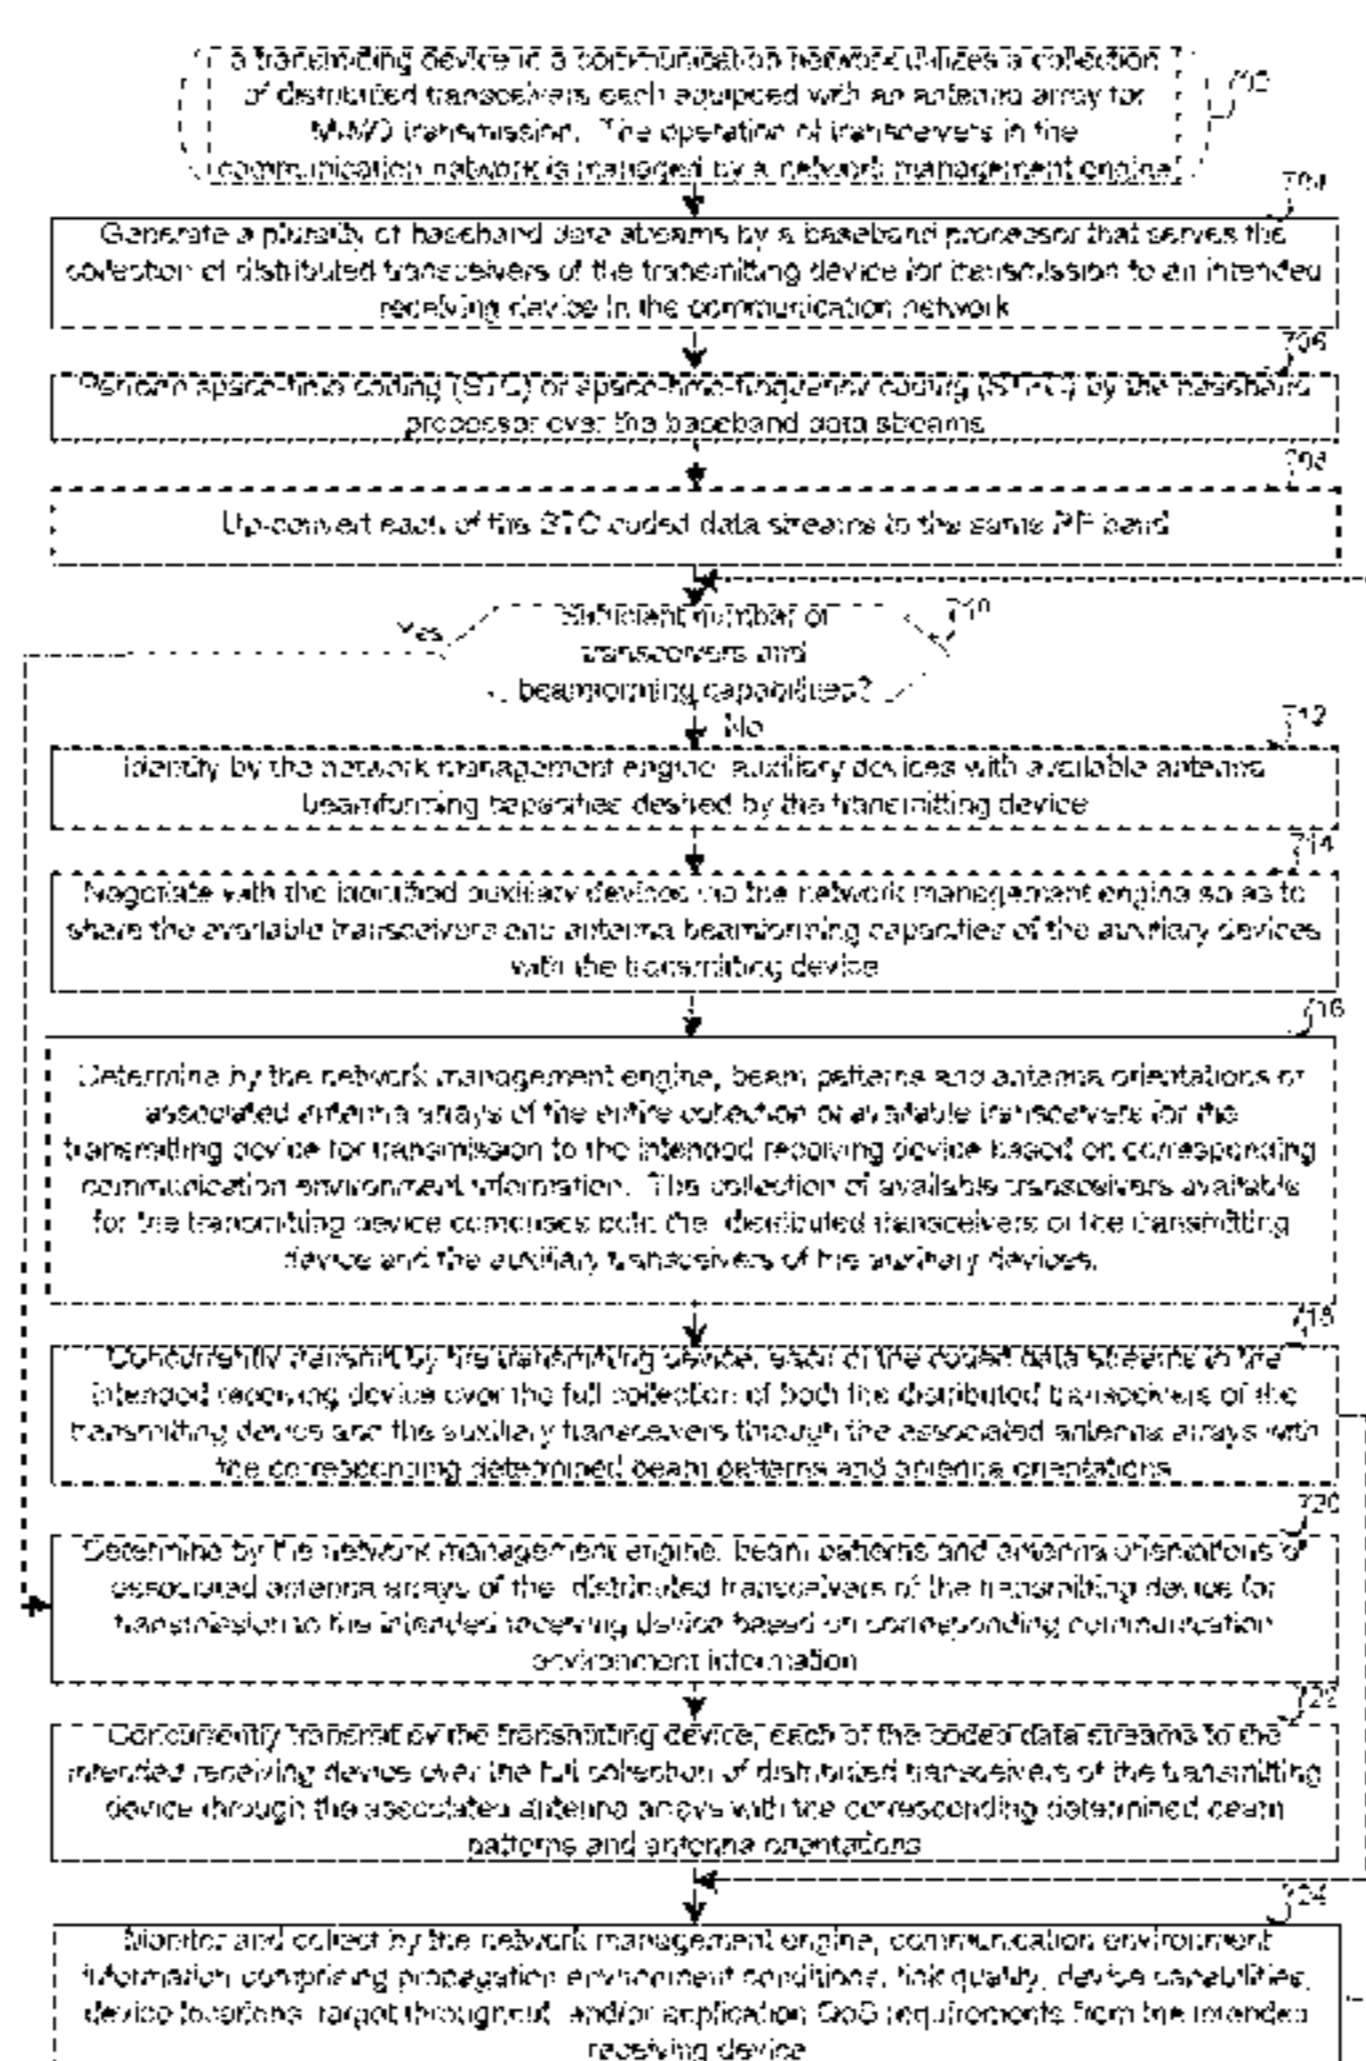 a transmitting device in a communication network utilizes a collection
of distributed transceivers each equipped with an antenna array for
MIMO transmission. The operation of transceivers in the
communication network is managed by a network management engine.
704
Generate a plurality of baseband data streams by a baseband processor that serves the
collection of distributed transceivers of the transmitting device for transmission to an intended
receiving device in the communication network
706
Perform space-time coding (STC) or space-time-frequency coding (STFC) by the baseband
processor over the baseband data streams
708
Up-convert each of the STC coded data streams to the same RF band
Sufficient number of
710
Yes
transceivers and
beamforming capabilities?
No
712
Identify by the network management engine auxiliary devices with available antenna
beamforming capacities desired by the transmitting device
714
Negotiate with the identified auxiliary devices via the network management engine so as to
share the available transceivers and antenna beamforming capacities of the auxiliary devices
with the transmitting device
716
Determine by the network management engine, beam patterns and antenna orientations of
associated antenna arrays of the entire collection of available transceivers for the
transmitting device for transmission to the intended receiving device based on corresponding
communication environment information. The collection of available transceivers available
for the transmitting device comprises both the distributed transceivers of the transmitting
device and the auxiliary transceivers of the auxiliary devices.
718
Concurrently transmit by the transmitting device, each of the coded data streams to the
intended receiving device over the full collection of both the distributed transceivers of the
transmitting device and the auxiliary transceivers through the associated antenna arrays with
the corresponding determined beam patterns and antenna orientations
720
Determine by the network management engine, beam patterns and antenna orientations of
associated antenna arrays of the distributed transceivers of the transmitting device for
transmission to the intended receiving device based on corresponding communication
environment information
722
Concurrently transmit by the transmitting device, each of the coded data streams to the
intended receiving device over the full collection of distributed transceivers of the transmitting
device through the associated antenna arrays with the corresponding determined beam
patterns and antenna orientations
724
Monitor and collect by the network management engine, communication environment
information comprising propagation environment conditions, link quality, device capabilities,
device locations, target throughput, and/or application QoS requirements from the intended
receiving device